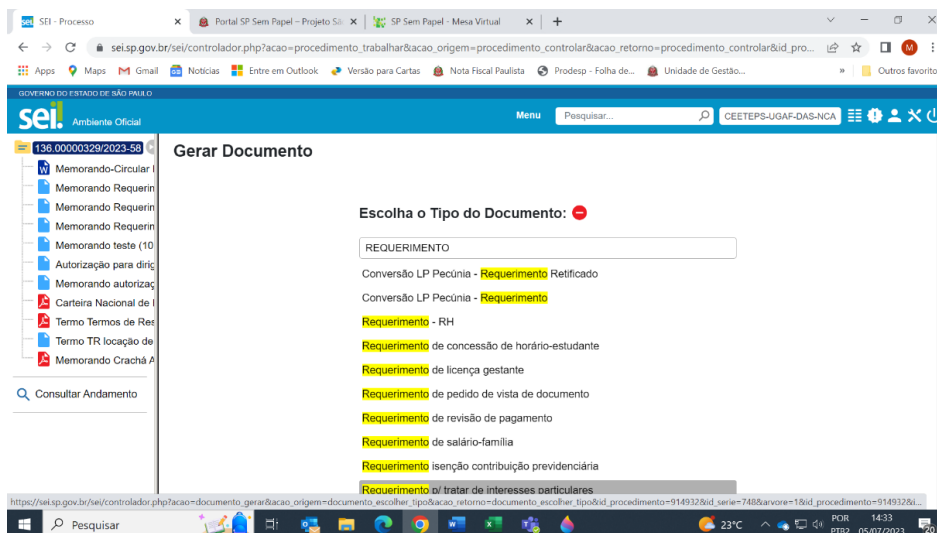 SEI - Processo
Portal SP Sem Papel – Projeto Sã
SP Sem Papel - Mesa Virtual
sei.sp.gov.br/sei/controlador.php?acao=procedimento_trabalhar&acao_origem=procedimento_controlar&acao_retorno=procedimento_controlar&id_pro...
M
Apps Maps Gmail Notícias Entre em Outlook Versão para Cartas Nota Fiscal Paulista Prodesp - Folha de... Unidade de Gestão... » Outros favorito
GOVERNO DO ESTADO DE SÃO PAULO
sei. Ambiente Oficial Menu Pesquisar... CEETEPS-UGAF-DAS-NCA
136.00000329/2023-58
Memorando-Circular
Memorando Requerin
Memorando Requerin
Memorando Requerin
Memorando teste (10
Autorização para dirig
Memorando autorizaç
Carteira Nacional de
Termo Termos de Res
Termo TR locação de
Memorando Crachá A
Consultar Andamento
Gerar Documento
Escolha o Tipo do Documento:
REQUERIMENTO
Conversão LP Pecúnia - Requerimento Retificado
Conversão LP Pecúnia - Requerimento
Requerimento - RH
Requerimento de concessão de horário-estudante
Requerimento de licença gestante
Requerimento de pedido de vista de documento
Requerimento de revisão de pagamento
Requerimento de salário-família
Requerimento isenção contribuição previdenciária
Requerimento p/ tratar de interesses particulares
https://sei.sp.gov.br/sei/controlador.php?acao=documento_gerar&acao_origem=documento_escolher_tipo&acao_retorno=documento_escolher_tipo&id_procedimento=914932&id_serie=748&arvore=1&id_procedimento=914932&i...
Pesquisar
23°C
POR
PTB2
14:33
05/07/2023
20